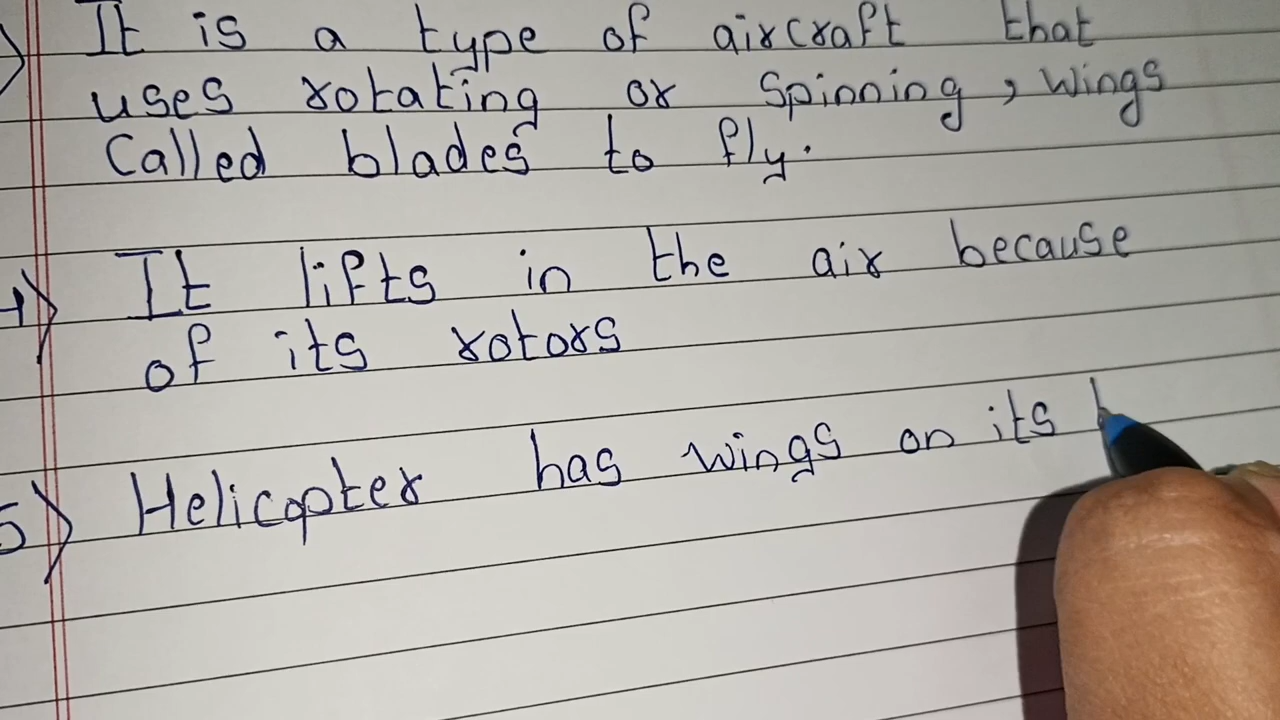 It is a type of aircraft that
uses rotating or spinning, wings
Called blades to fly.
4) It lifts in the air because
of its rotors
5) Helicopter has wings on its